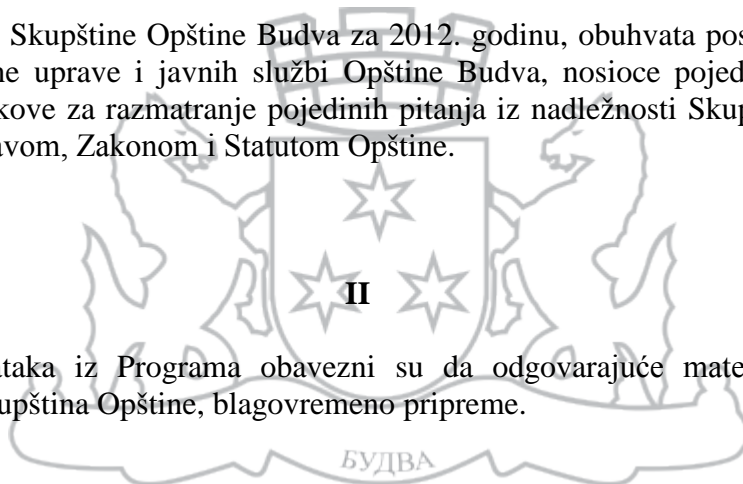 Skupštine Opštine Budva za 2012. godinu, obuhvata pos
ne uprave i javnih službi Opštine Budva, nosioce pojed
kove za razmatranje pojedinih pitanja iz nadležnosti Skup
avom, Zakonom i Statutom Opštine.
II
ataka iz Programa obavezni su da odgovarajuće mate
kupština Opštine, blagovremeno pripreme.
БУДВА